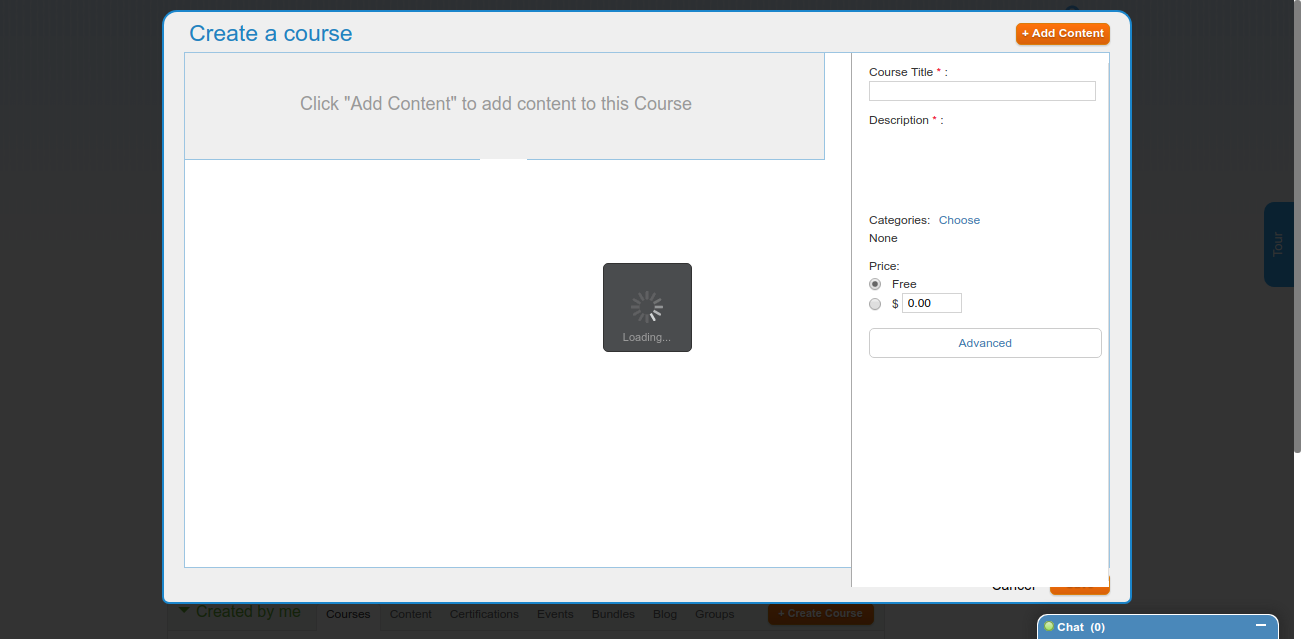 Create a course
+ Add Content
Click "Add Content" to add content to this Course
Course Title * :
Description * :
Categories: Choose
None
Price:
Free
$ 0.00
Advanced
Loading...
Tour
Cancel
Created by me
Courses Content Certifications Events Bundles Blog Groups
+ Create Course
Chat (0)